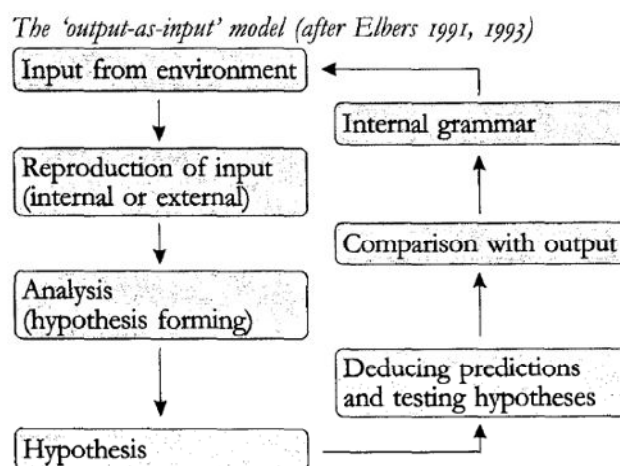 The ‘output-as-input’ model (after Elbers 1991, 1993)
Input from environment
Reproduction of input
(internal or external)
Analysis
(hypothesis forming)
Hypothesis
Deducing predictions
and testing hypotheses
Comparison with output
Internal grammar